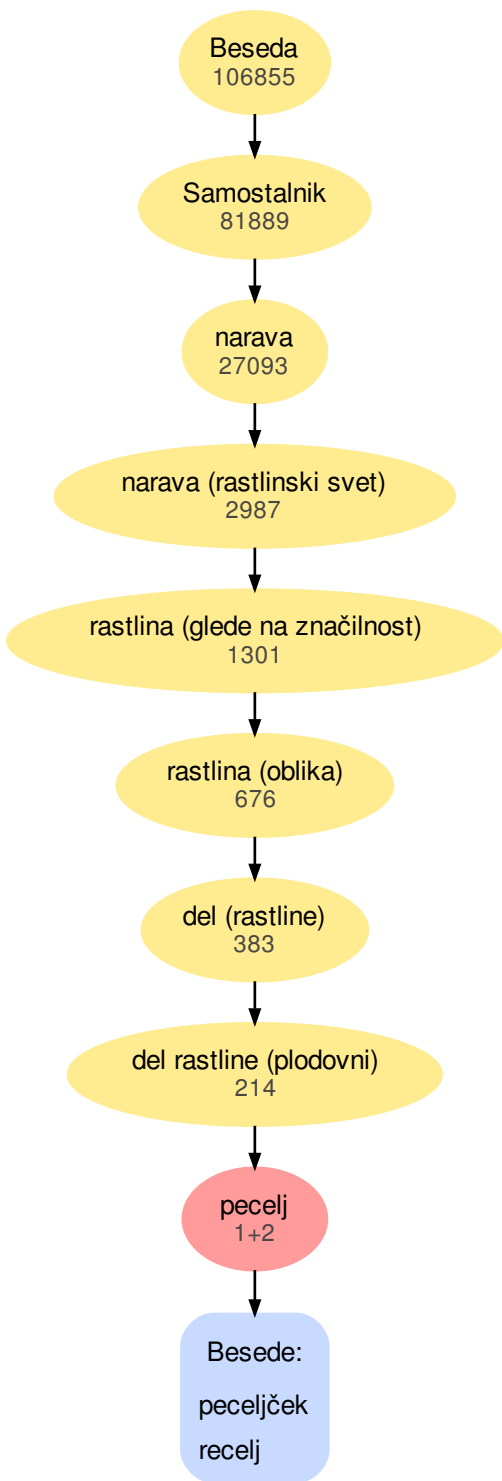 Beseda
106855
Samostalnik
81889
narava
27093
narava (rastlinski svet)
2987
rastlina (glede na značilnost)
1301
rastlina (oblika)
676
del (rastline)
383
del rastline (plodovni)
214
pecelj
1+2
Besede:
peceljček
recelj